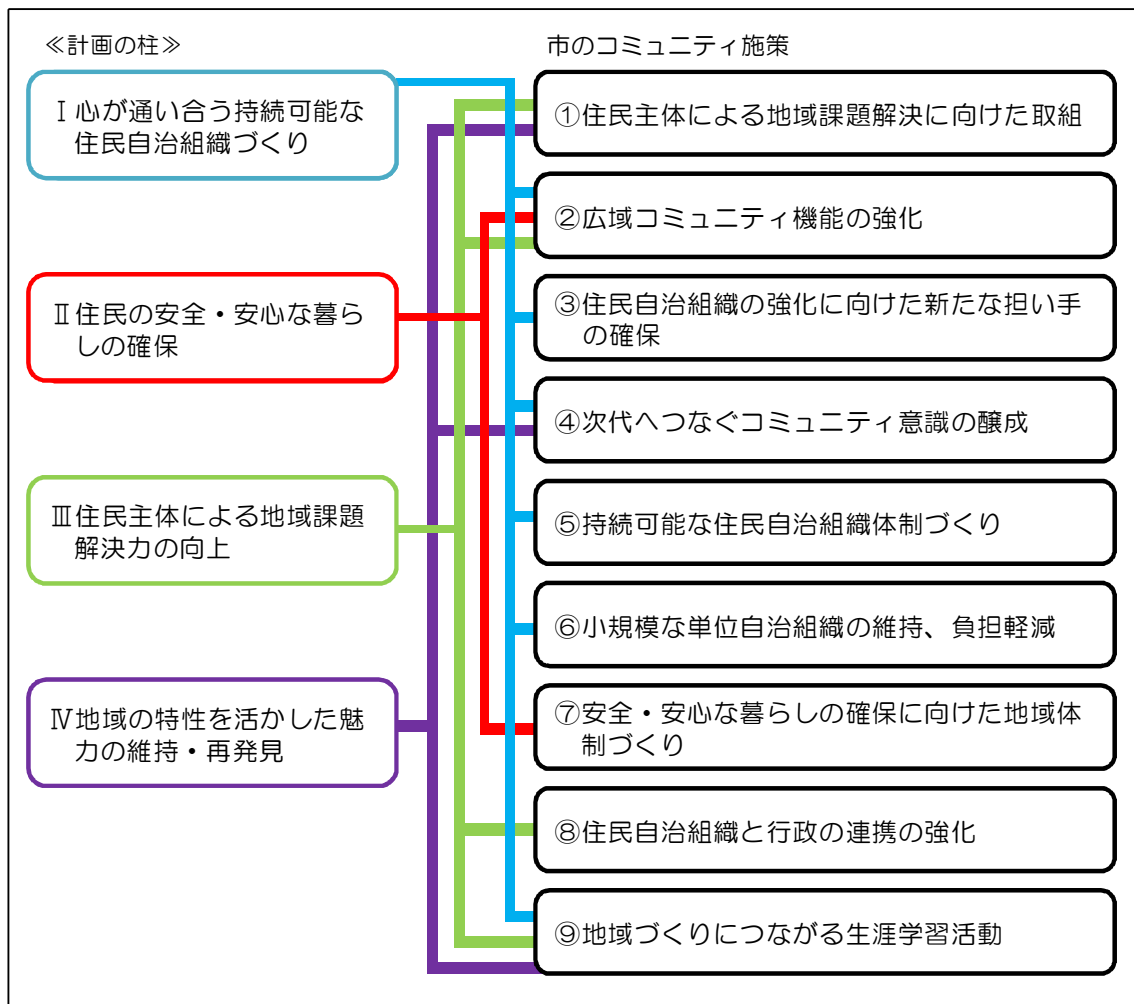 ≪計画の柱≫
Ⅰ心が通い合う持続可能な
住民自治組織づくり
Ⅱ住民の安全・安心な暮ら
しの確保
Ⅲ住民主体による地域課題
解決力の向上
Ⅳ地域の特性を活かした魅
力の維持・再発見
市のコミュニティ施策
①住民主体による地域課題解決に向けた取組
②広域コミュニティ機能の強化
③住民自治組織の強化に向けた新たな担い手
の確保
④次代へつなぐコミュニティ意識の醸成
⑤持続可能な住民自治組織体制づくり
⑥小規模な単位自治組織の維持、負担軽減
⑦安全・安心な暮らしの確保に向けた地域体
制づくり
⑧住民自治組織と行政の連携の強化
⑨地域づくりにつながる生涯学習活動